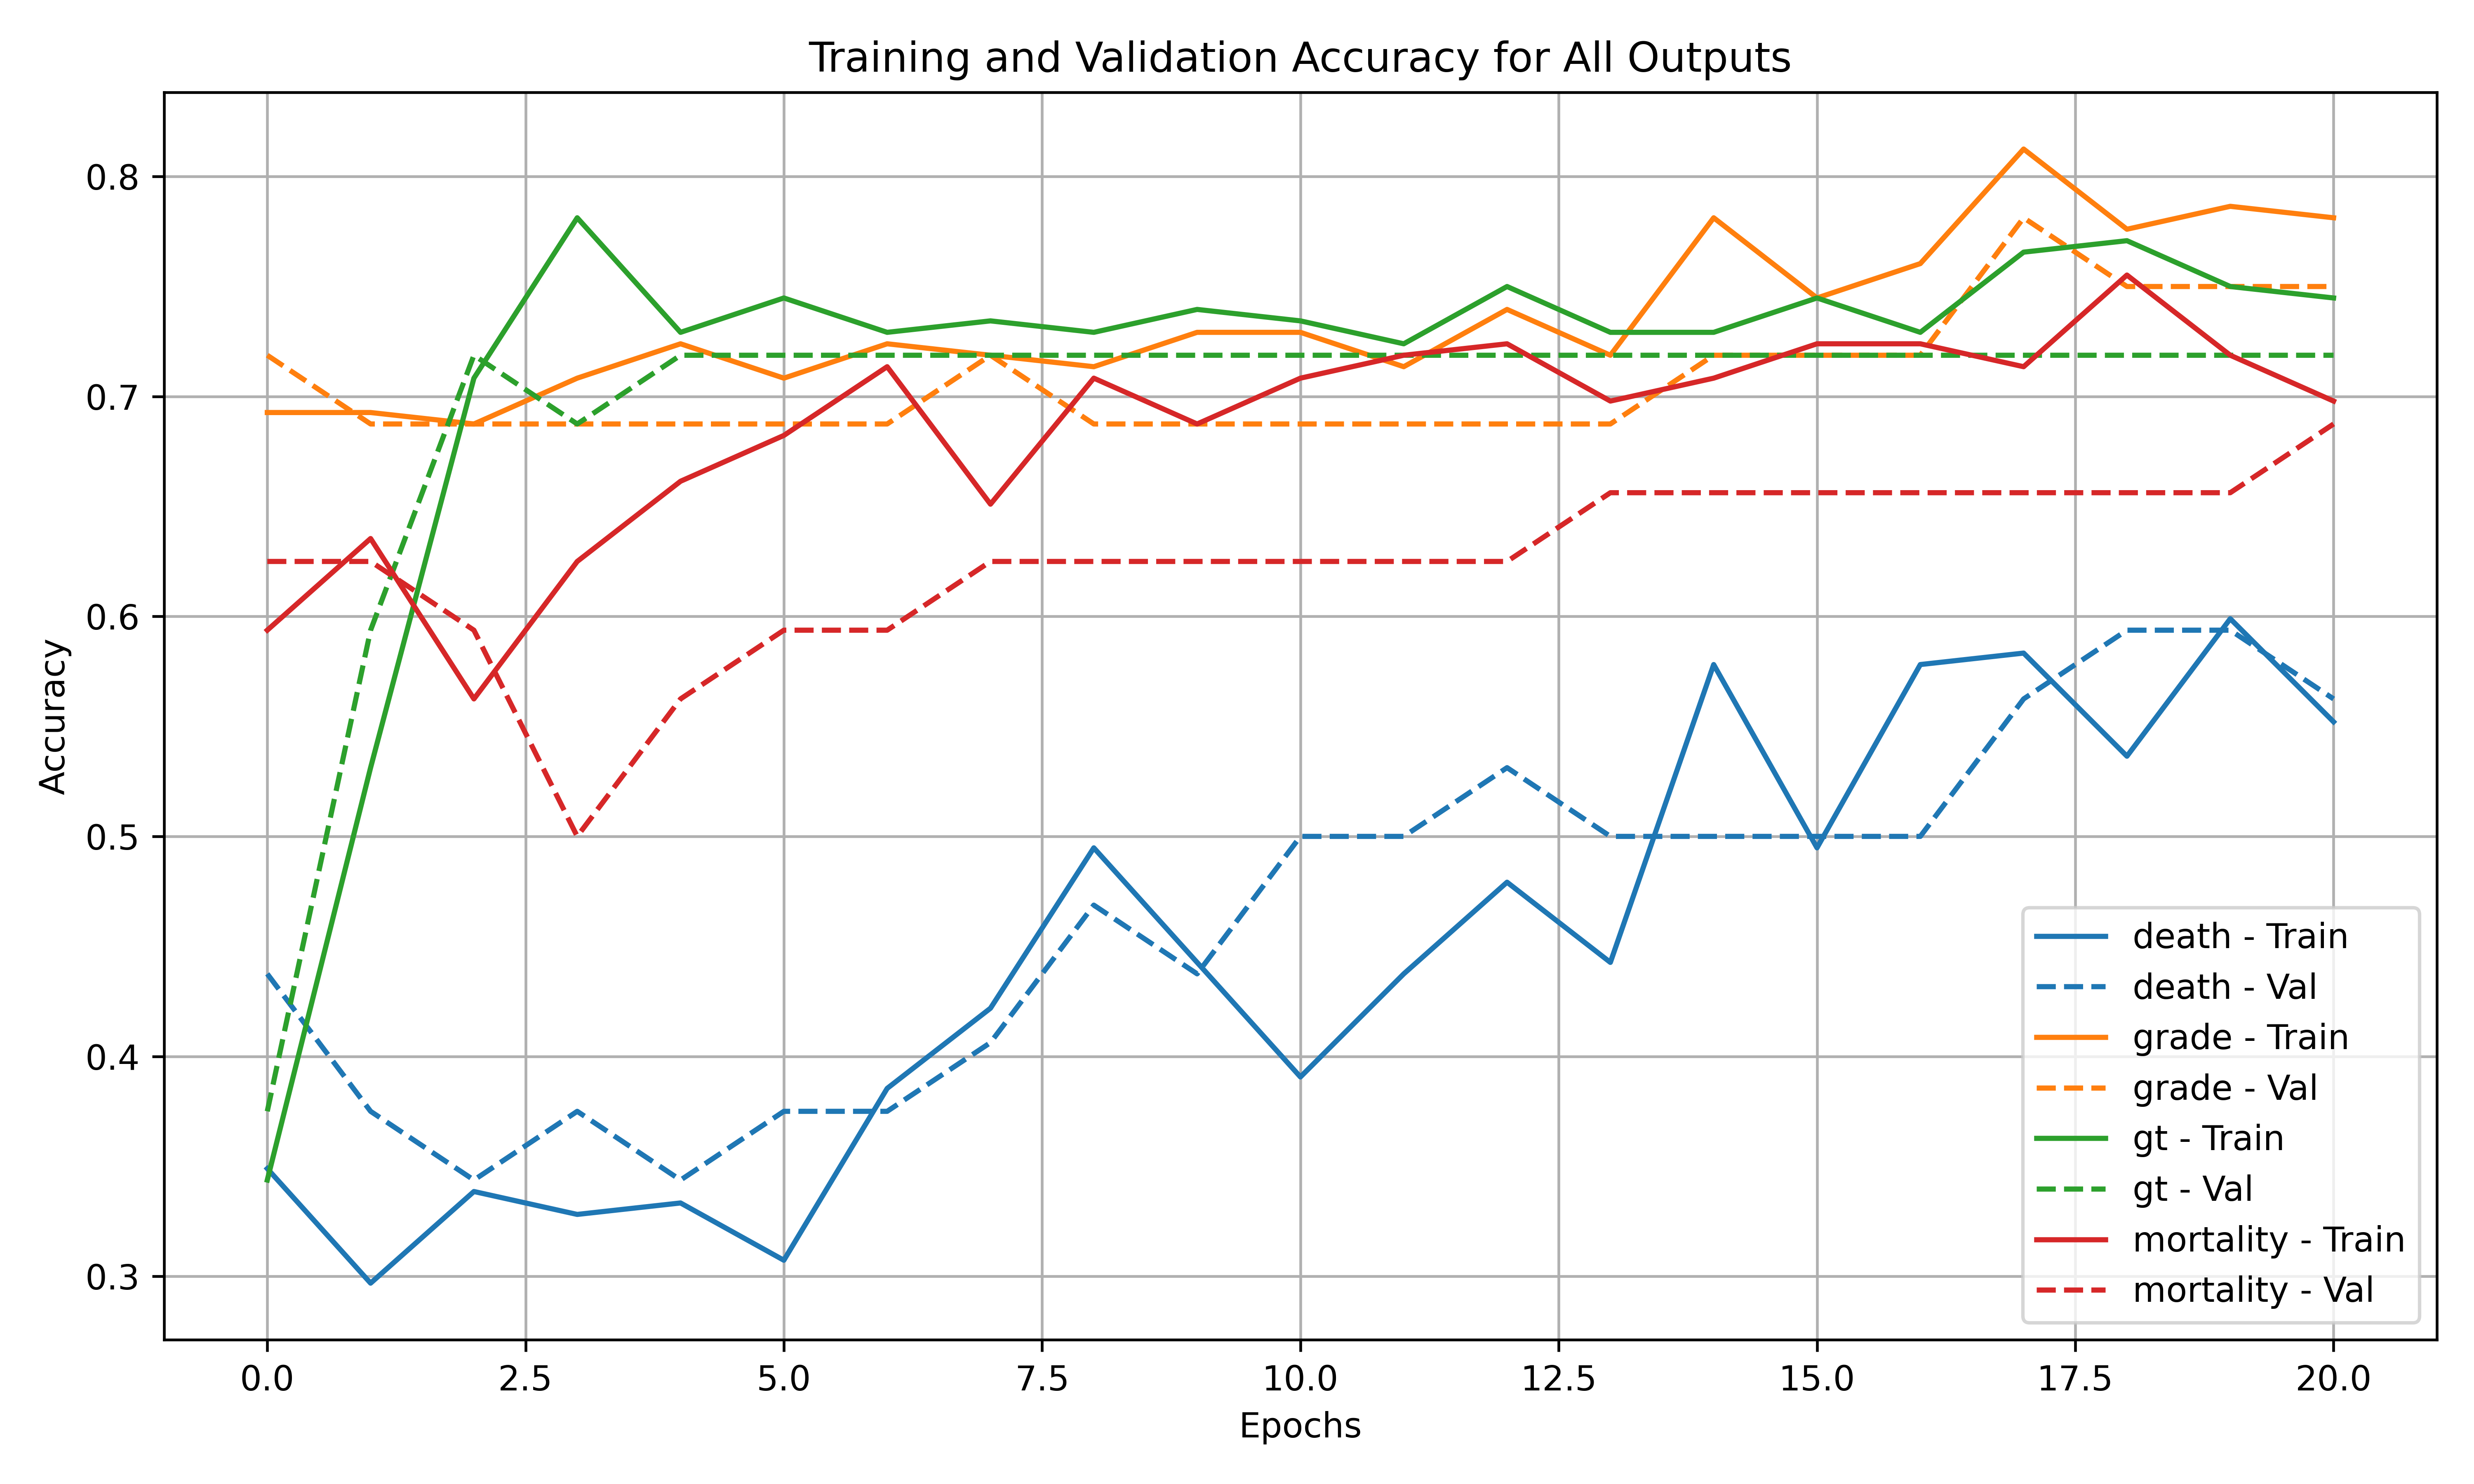 Training and Validation Accuracy for All Outputs
Accuracy
0.8
0.7
0.6
0.5
0.4
0.3
0.0 2.5 5.0 7.5 10.0 12.5 15.0 17.5 20.0
Epochs
death - Train
death - Val
grade - Train
grade - Val
gt - Train
gt - Val
mortality - Train
mortality - Val